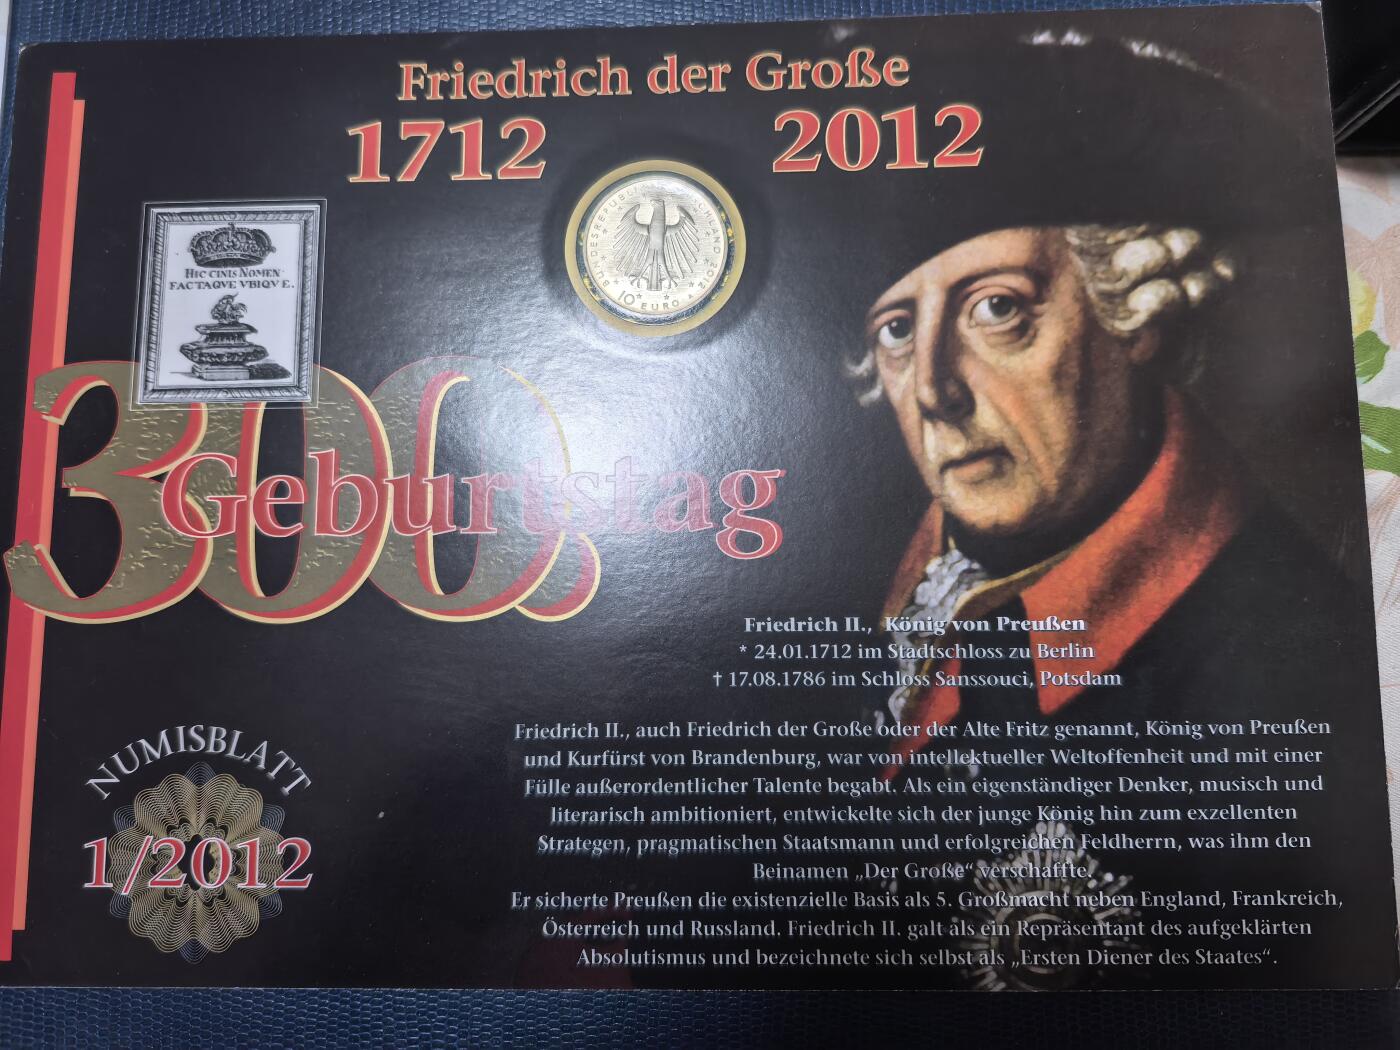 Friedrich der Große
1712 2012
BUNDESREPUBLI SCHLAND 2012
10 EURO A
HIC CINIS NOMEN
FACTAQVE VBIQVE.
300.
Geburtstag
Friedrich II., König von Preußen
* 24.01.1712 im Stadtschloss zu Berlin
† 17.08.1786 im Schloss Sanssouci, Potsdam
Friedrich II., auch Friedrich der Große oder der Alte Fritz genannt, König von Preußen
und Kurfürst von Brandenburg, war von intellektueller Weltoffenheit und mit einer
Fülle außerordentlicher Talente begabt. Als ein eigenständiger Denker, musisch und
literarisch ambitioniert, entwickelte sich der junge König hin zum exzellenten
Strategen, pragmatischen Staatsmann und erfolgreichen Feldherrn, was ihm den
Beinamen „Der Große“ verschaffte.
Er sicherte Preußen die existenzielle Basis als 5. Großmacht neben England, Frankreich,
Österreich und Russland. Friedrich II. galt als ein Repräsentant des aufgeklärten
Absolutismus und bezeichnete sich selbst als „Ersten Diener des Staates“.
NUMISBLATT
1/2012